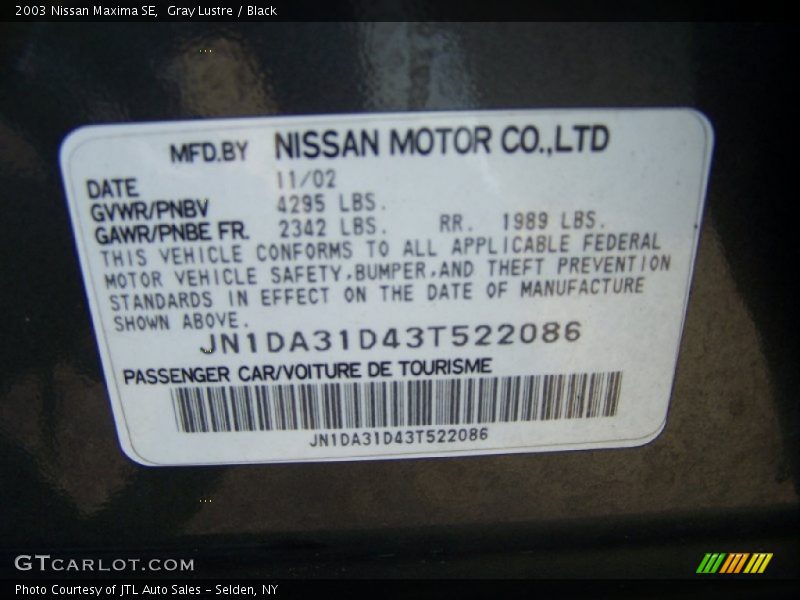 2003 Nissan Maxima SE,  Gray Lustre / Black
MFD.BY NISSAN MOTOR CO.,LTD
DATE 11/02
GVWR/PNBV 4295 LBS.
GAWR/PNBE FR. 2342 LBS. RR. 1989 LBS.
THIS VEHICLE CONFORMS TO ALL APPLICABLE FEDERAL
MOTOR VEHICLE SAFETY,BUMPER,AND THEFT PREVENTION
STANDARDS IN EFFECT ON THE DATE OF MANUFACTURE
SHOWN ABOVE.
JN1DA31D43T522086
PASSENGER CAR/VOITURE DE TOURISME
JN1DA31D43T522086
GTCARLOT.COM
Photo Courtesy of JTL Auto Sales - Selden, NY